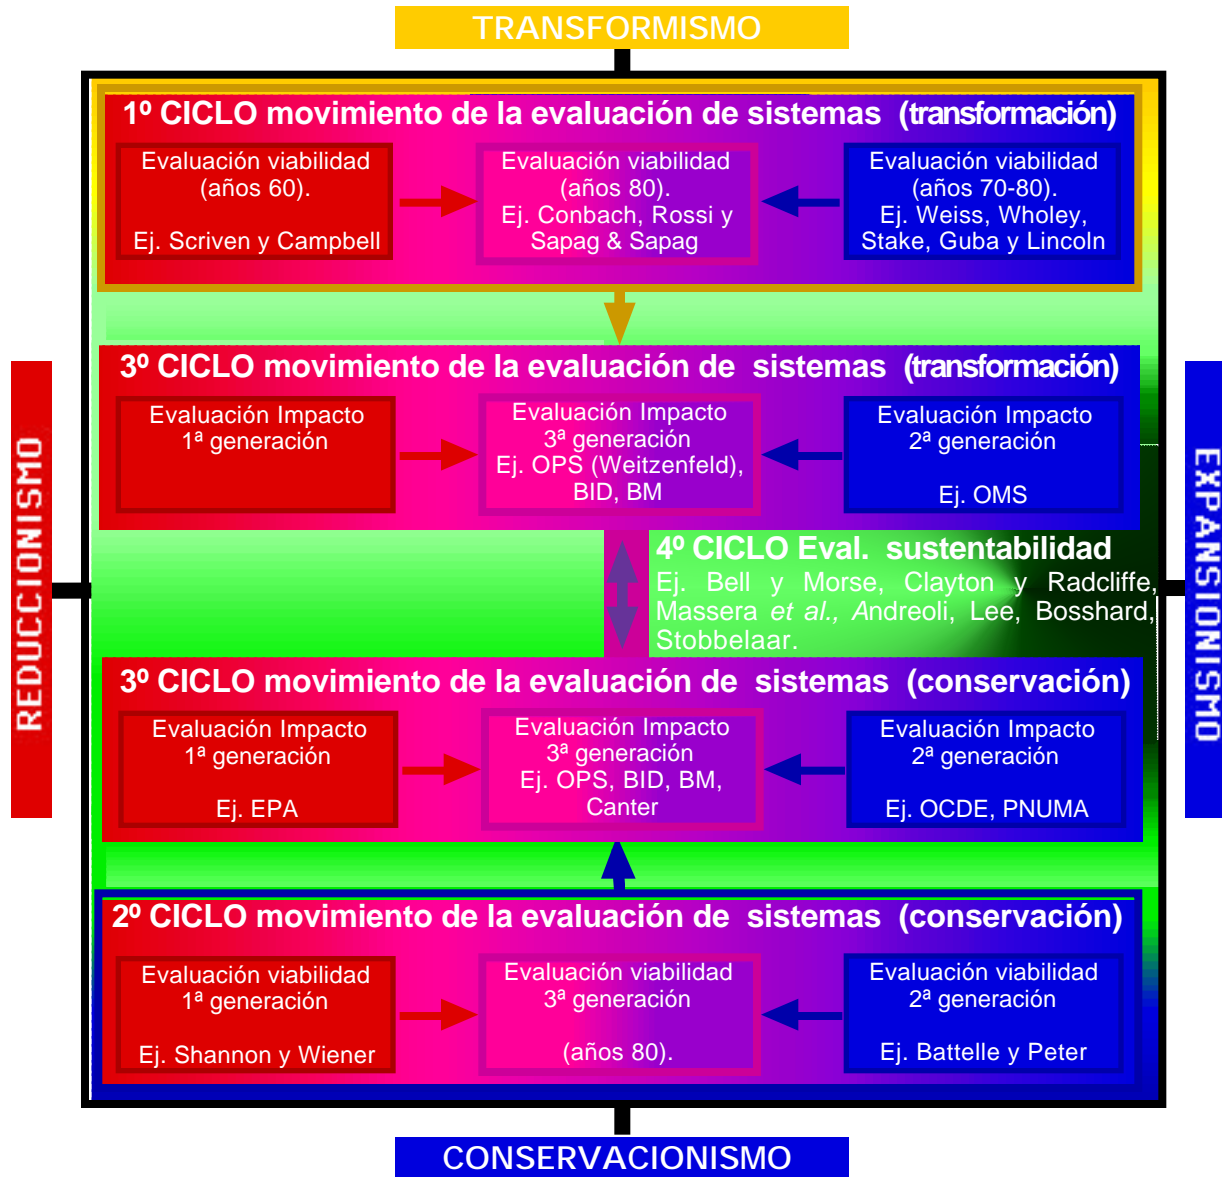 TRANSFORMISMO
1º CICLO movimiento de la evaluación de sistemas (transformación)
Evaluación viabilidad
(años 60).
Ej. Scriven y Campbell
Evaluación viabilidad
(años 80).
Ej. Conbach, Rossi y
Sapag & Sapag
Evaluación viabilidad
(años 70-80).
Ej. Weiss, Wholey,
Stake, Guba y Lincoln
3º CICLO movimiento de la evaluación de sistemas (transformación)
Evaluación Impacto
1ª generación
Evaluación Impacto
3ª generación
Ej. OPS (Weitzenfeld),
BID, BM
Evaluación Impacto
2ª generación
Ej. OMS
REDUCCIONISMO
EXPANSIONISMO
4º CICLO Eval. sustentabilidad
Ej. Bell y Morse, Clayton y Radcliffe,
Massera et al., Andreoli, Lee, Bosshard,
Stobbelaar.
3º CICLO movimiento de la evaluación de sistemas (conservación)
Evaluación Impacto
1ª generación
Ej. EPA
Evaluación Impacto
3ª generación
Ej. OPS, BID, BM,
Canter
Evaluación Impacto
2ª generación
Ej. OCDE, PNUMA
2º CICLO movimiento de la evaluación de sistemas (conservación)
Evaluación viabilidad
1ª generación
Ej. Shannon y Wiener
Evaluación viabilidad
3ª generación
(años 80).
Evaluación viabilidad
2ª generación
Ej. Battelle y Peter
CONSERVACIONISMO